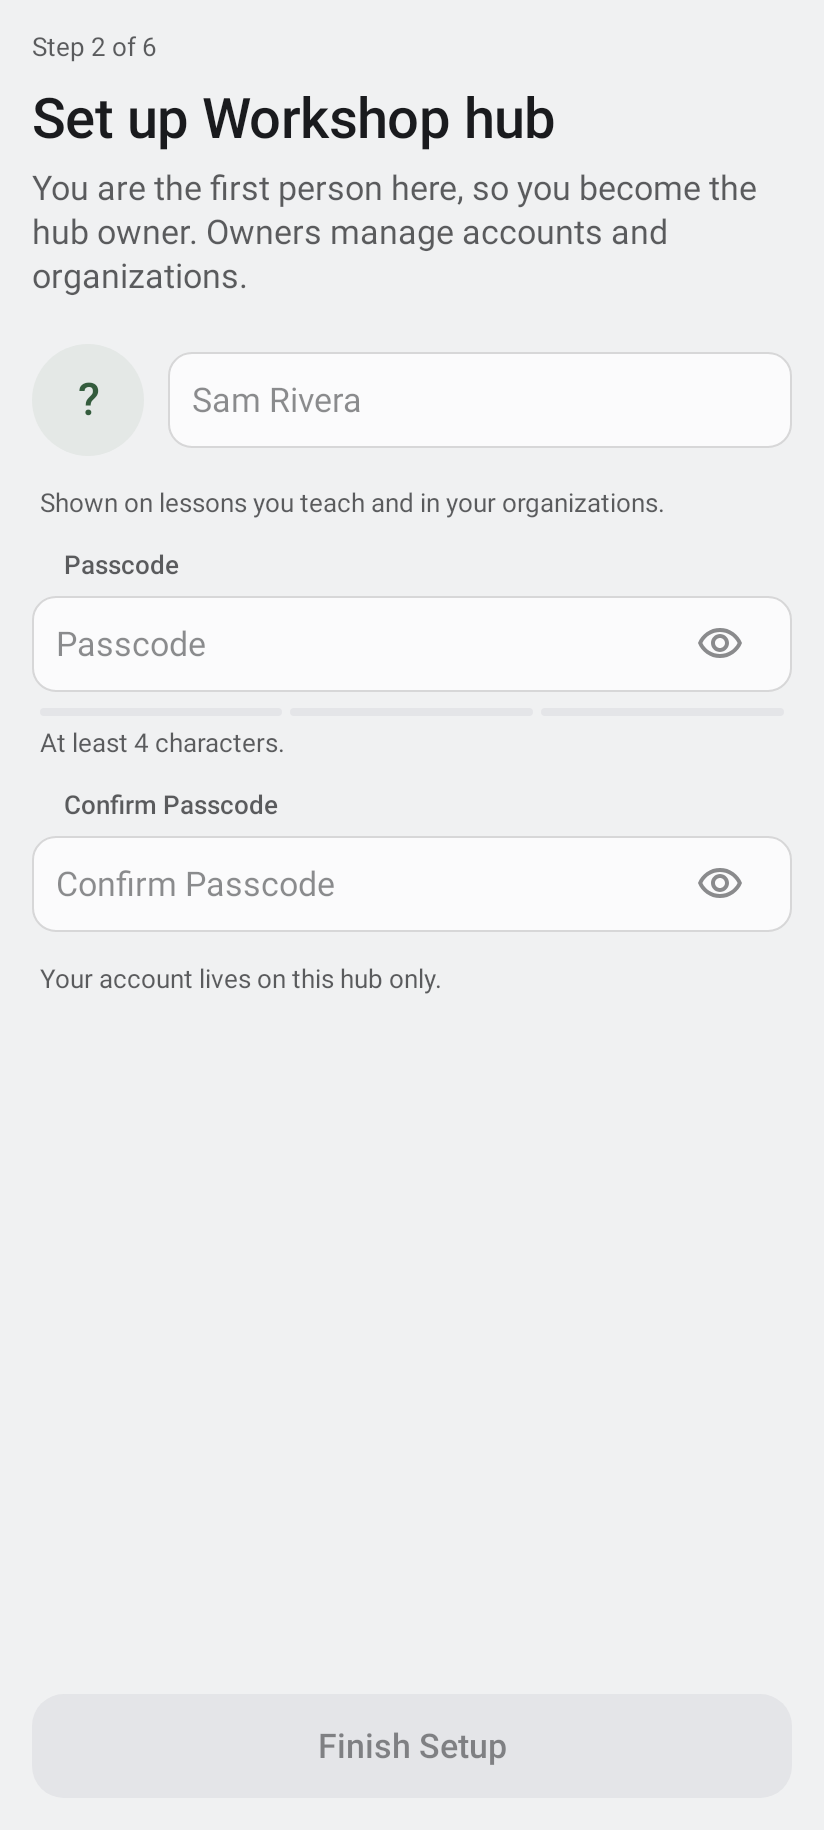 Step 2 of 6
Set up Workshop hub
You are the first person here, so you become the
hub owner. Owners manage accounts and
organizations.
?
Sam Rivera
Shown on lessons you teach and in your organizations.
Passcode
Passcode
At least 4 characters.
Confirm Passcode
Confirm Passcode
Your account lives on this hub only.
Finish Setup